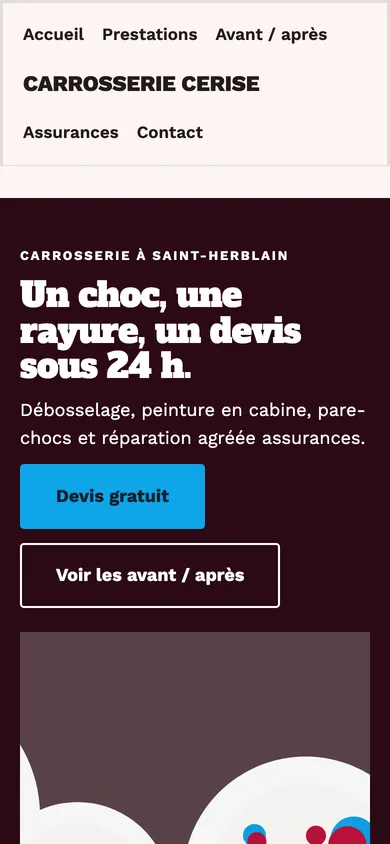 Accueil Prestations Avant / après
CARROSSERIE CERISE
Assurances Contact
CARROSSERIE À SAINT-HERBLAIN
Un choc, une
rayure, un devis
sous 24 h.
Débosselage, peinture en cabine, pare-
chocs et réparation agréée assurances.
Devis gratuit
Voir les avant / après